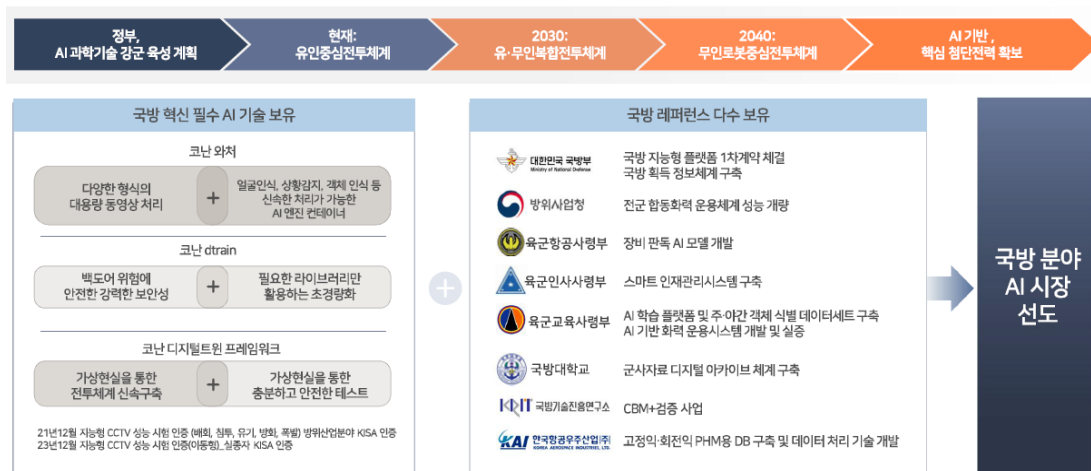 정부,
AI 과학기술 강군 육성 계획
현재:
유인중심전투체계
2030:
유·무인복합전투체계
2040:
무인로봇중심전투체계
AI 기반,
핵심 첨단전력 확보
국방 혁신 필수 AI 기술 보유
코난 와처
다양한 형식의
대용량 동영상 처리
+
얼굴인식, 상황감지, 객체 인식 등
신속한 처리가 가능한
AI 엔진 컨테이너
코난 dtrain
백도어 위험에
안전한 강력한 보안성
+
필요한 라이브러리만
활용하는 초경량화
코난 디지털트윈 프레임워크
가상현실을 통한
전투체계 신속구축
+
가상현실을 통한
충분하고 안전한 테스트
21년12월 지능형 CCTV 성능 시험 인증 (배회, 침투, 유기, 방화, 폭발) 방위산업분야 KISA 인증
23년12월 지능형 CCTV 성능 시험 인증(이동형)_실종자 KISA 인증
+
국방 레퍼런스 다수 보유
대한민국 국방부
Ministry of National Defense
국방 지능형 플랫폼 1차계약 체결
국방 획득 정보체계 구축
방위사업청
전군 합동화력 운용체계 성능 개량
육군항공사령부
장비 판독 AI 모델 개발
육군인사사령부
스마트 인재관리시스템 구축
육군교육사령부
AI 학습 플랫폼 및 주·야간 객체 식별 데이터세트 구축
AI 기반 화력 운용시스템 개발 및 실증
국방대학교
군사자료 디지털 아카이브 체계 구축
KRIT 국방기술진흥연구소
CBM+검증 사업
KAI 한국항공우주산업(주)
KOREA AEROSPACE INDUSTRIES, LTD.
고정익·회전익 PHM용 DB 구축 및 데이터 처리 기술 개발
국방 분야
AI 시장
선도